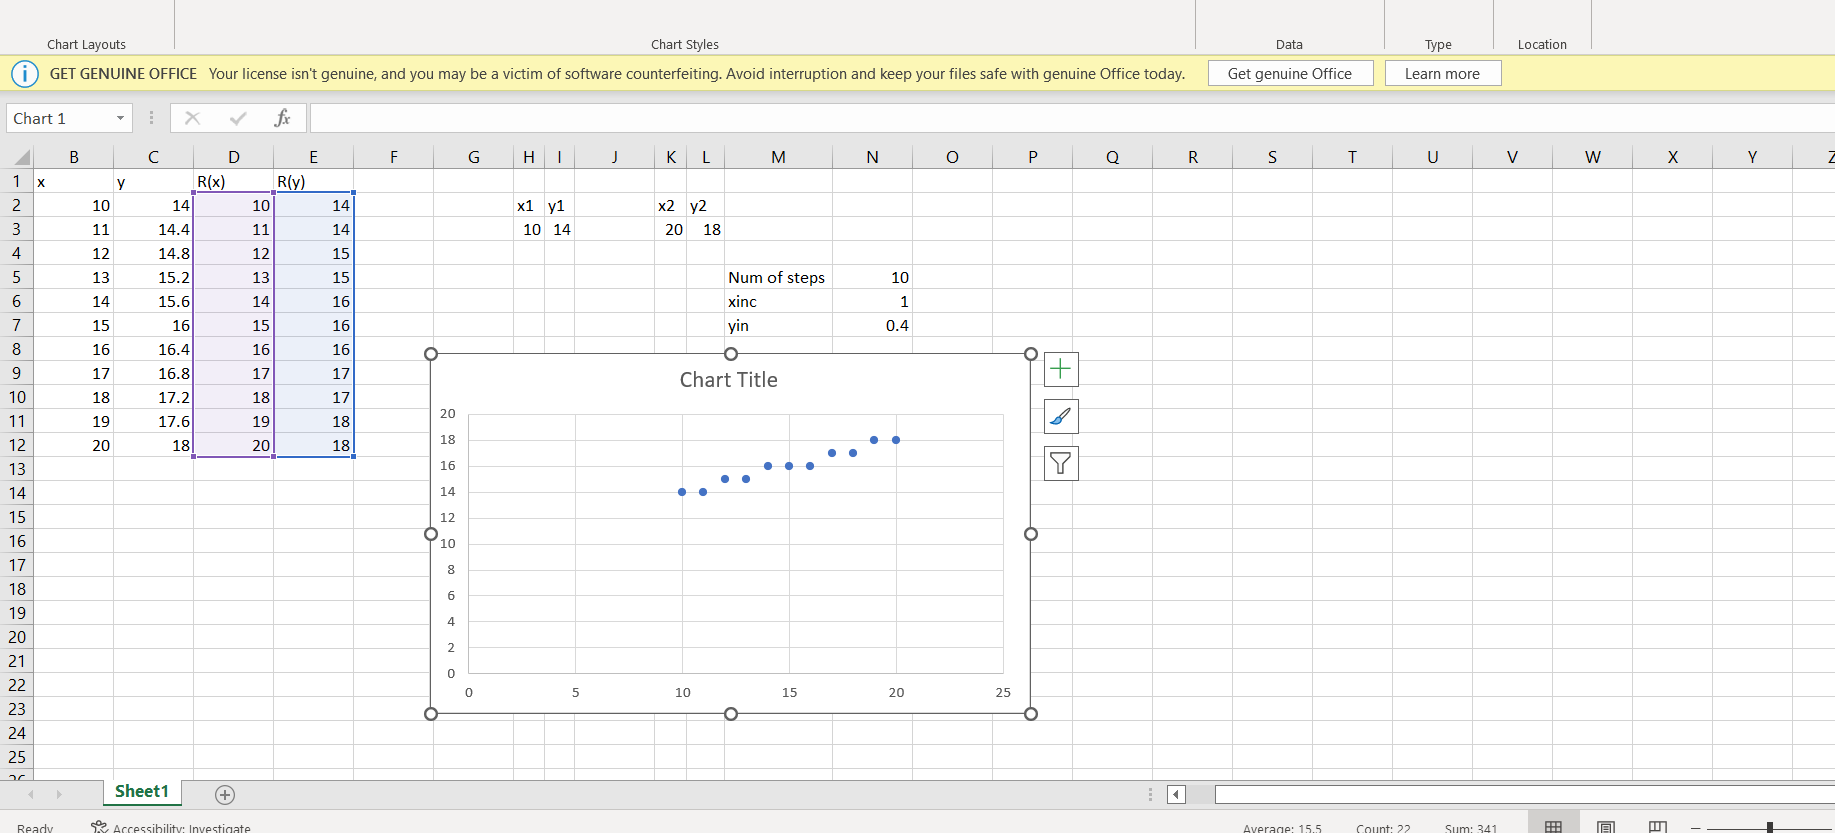 Chart Layouts Chart Styles Data Type Location
GET GENUINE OFFICE Your license isn't genuine, and you may be a victim of software counterfeiting. Avoid interruption and keep your files safe with genuine Office today. Get genuine Office Learn more
Chart 1 fx
B C D E F G H I J K L M N O P Q R S T U V W X Y Z
1 x y R(x) R(y)
2 10 14 10 14 x1 y1 x2 y2
3 11 14.4 11 14 10 14 20 18
4 12 14.8 12 15
5 13 15.2 13 15 Num of steps 10
6 14 15.6 14 16 xinc 1
7 15 16 15 16 yin 0.4
8 16 16.4 16 16
9 17 16.8 17 17
10 18 17.2 18 17
11 19 17.6 19 18
12 20 18 20 18
13
14
15
16
17
18
19
20
21
22
23
24
25
26
Chart Title
20
18
16
14
12
10
8
6
4
2
0
0 5 10 15 20 25
Sheet1
Ready Accessibility: Investigate Average: 15.5 Count: 22 Sum: 341